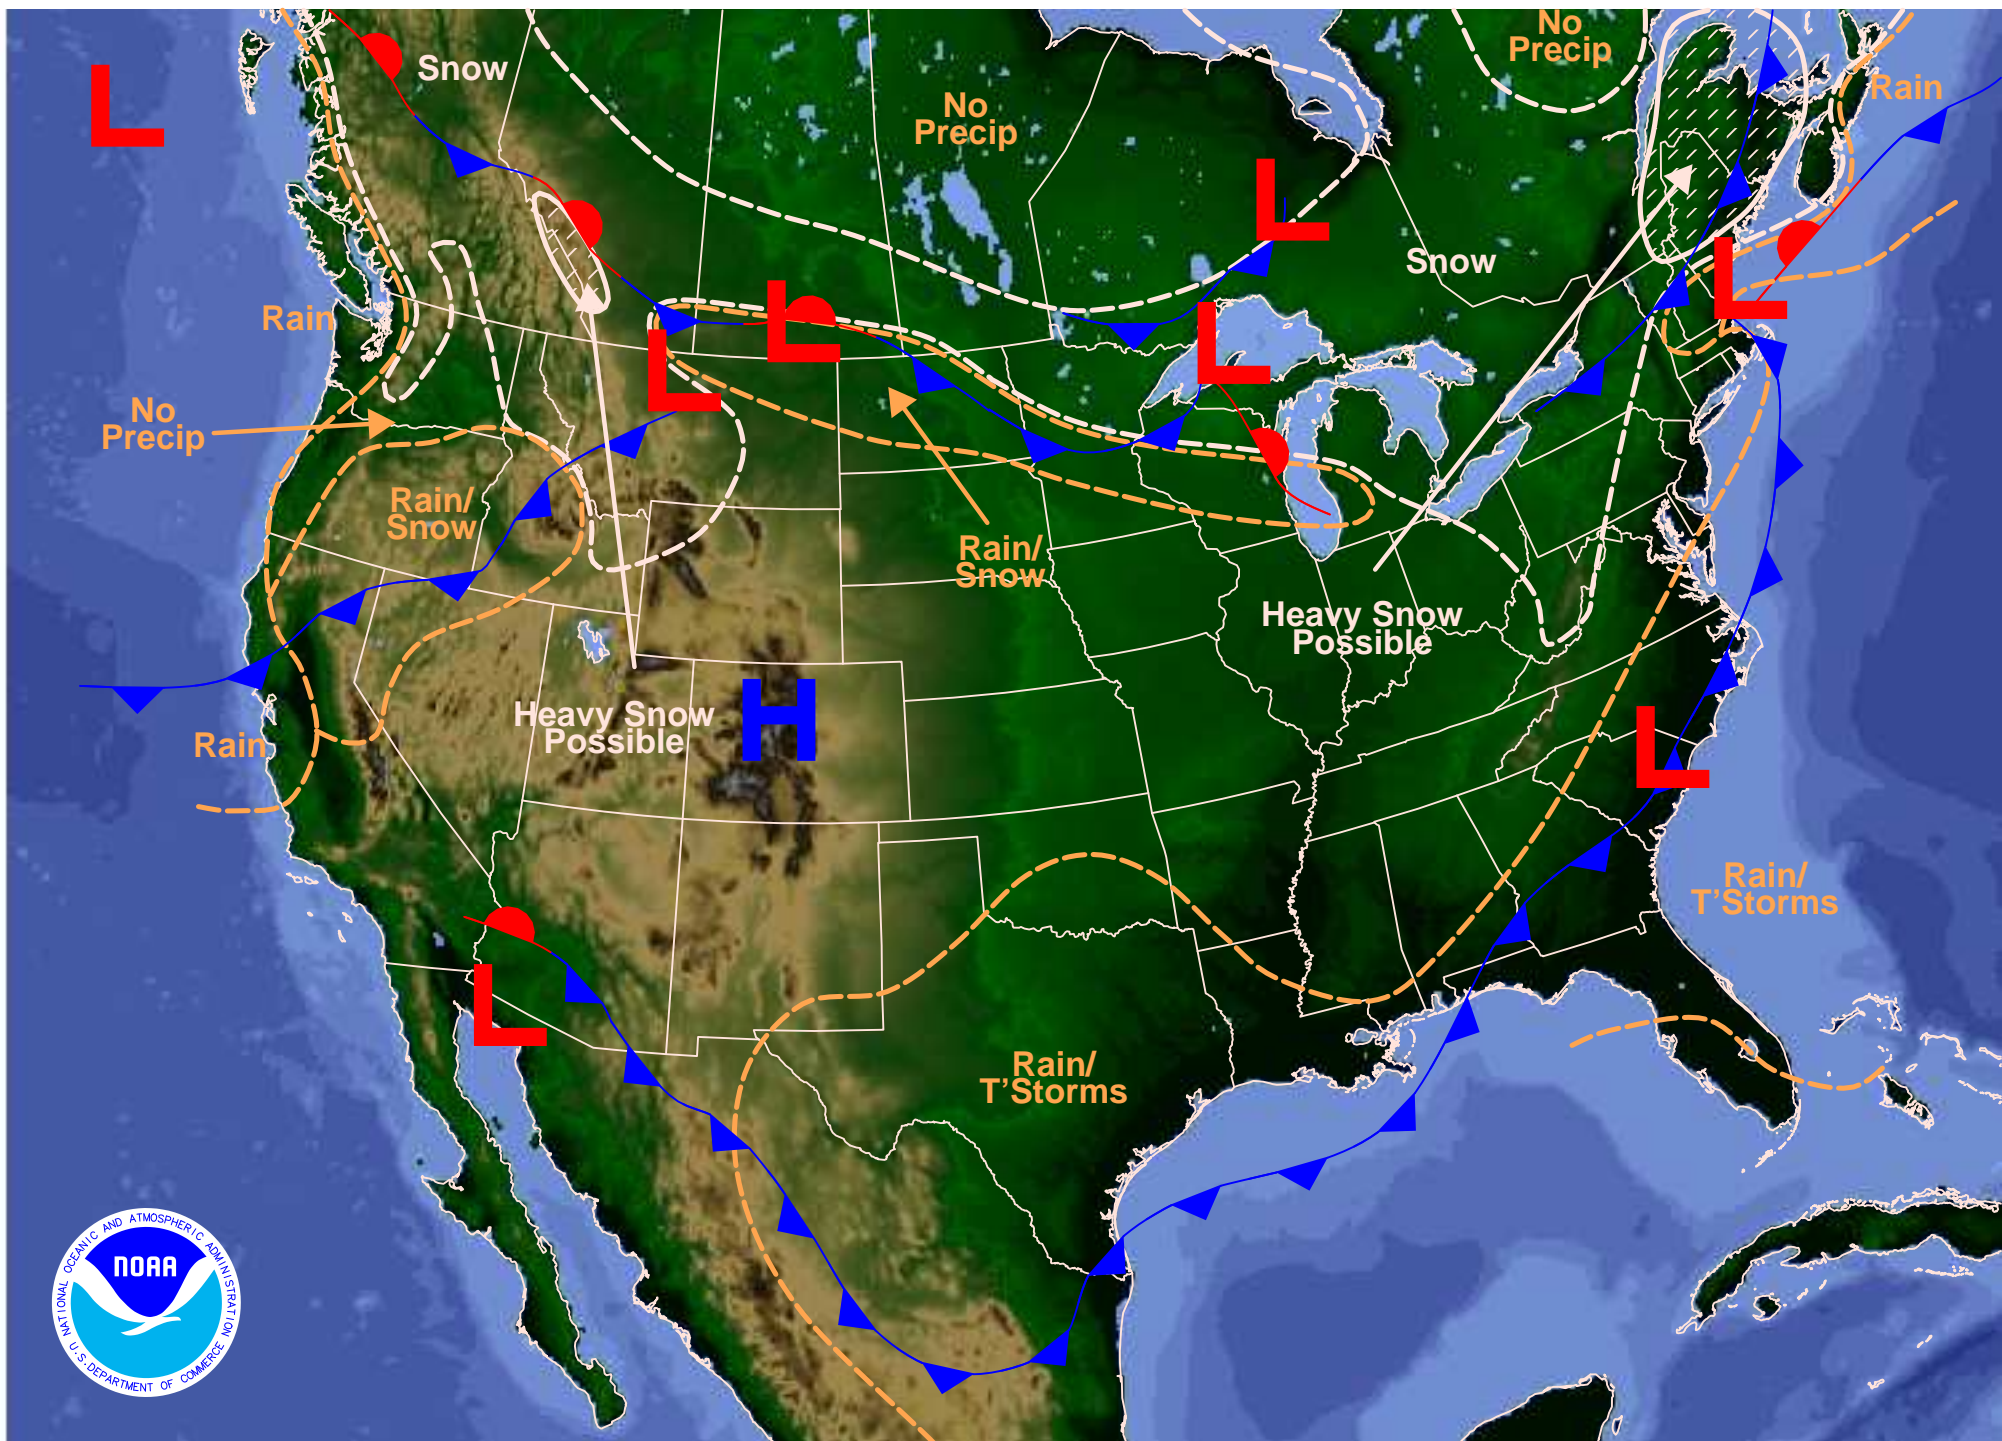 No
Precip
Snow
Rain
L
No
Precip
L
Snow
L
Rain
L
L
L
No
Precip
Rain/
Snow
Rain/
Snow
Heavy Snow
Possible
Heavy Snow
Possible
H
L
Rain
Rain/
T'Storms
L
Rain/
T'Storms
NATIONAL OCEANIC AND ATMOSPHERIC ADMINISTRATION
NOAA
U.S. DEPARTMENT OF COMMERCE